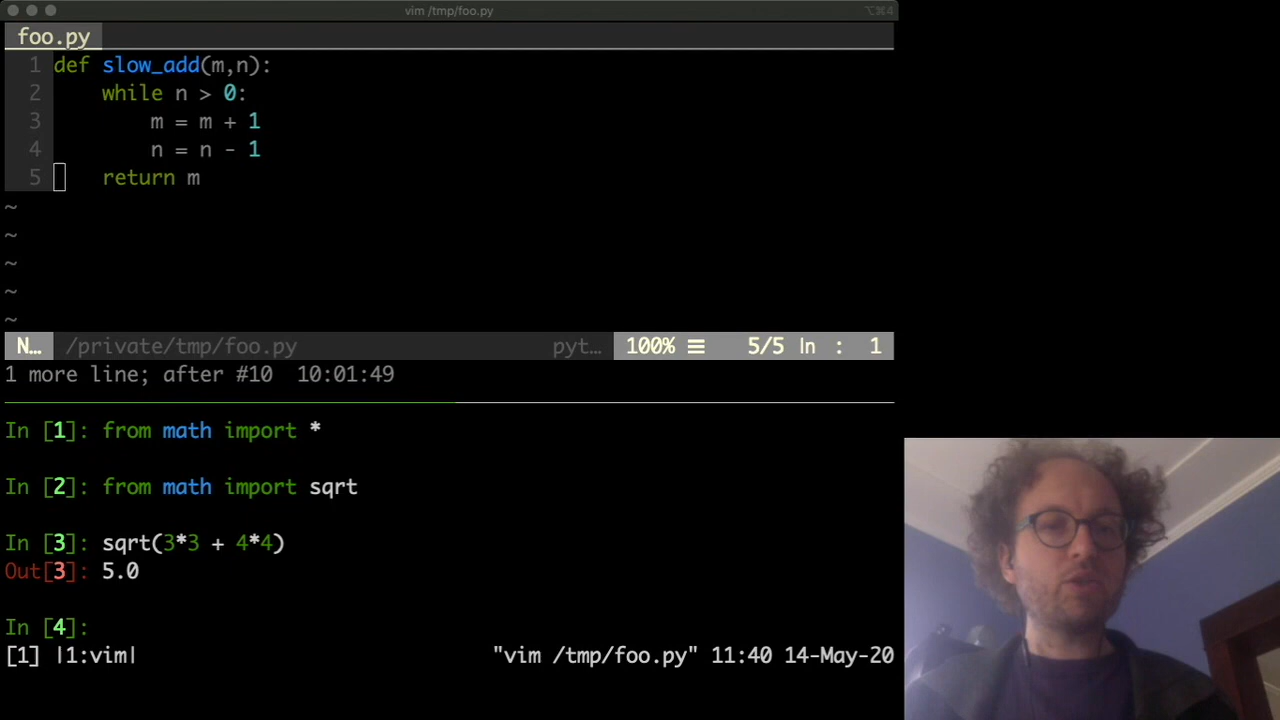 vim /tmp/foo.py
⌥⌘4
foo.py
1 def slow_add(m,n):
2     while n > 0:
3         m = m + 1
4         n = n - 1
5     return m
~
~
~
~
~
N… /private/tmp/foo.py pyt… 100% ☰ 5/5 ln : 1
1 more line; after #10  10:01:49
In [1]: from math import *
In [2]: from math import sqrt
In [3]: sqrt(3*3 + 4*4)
Out[3]: 5.0
In [4]:
[1] |1:vim| "vim /tmp/foo.py" 11:40 14-May-20